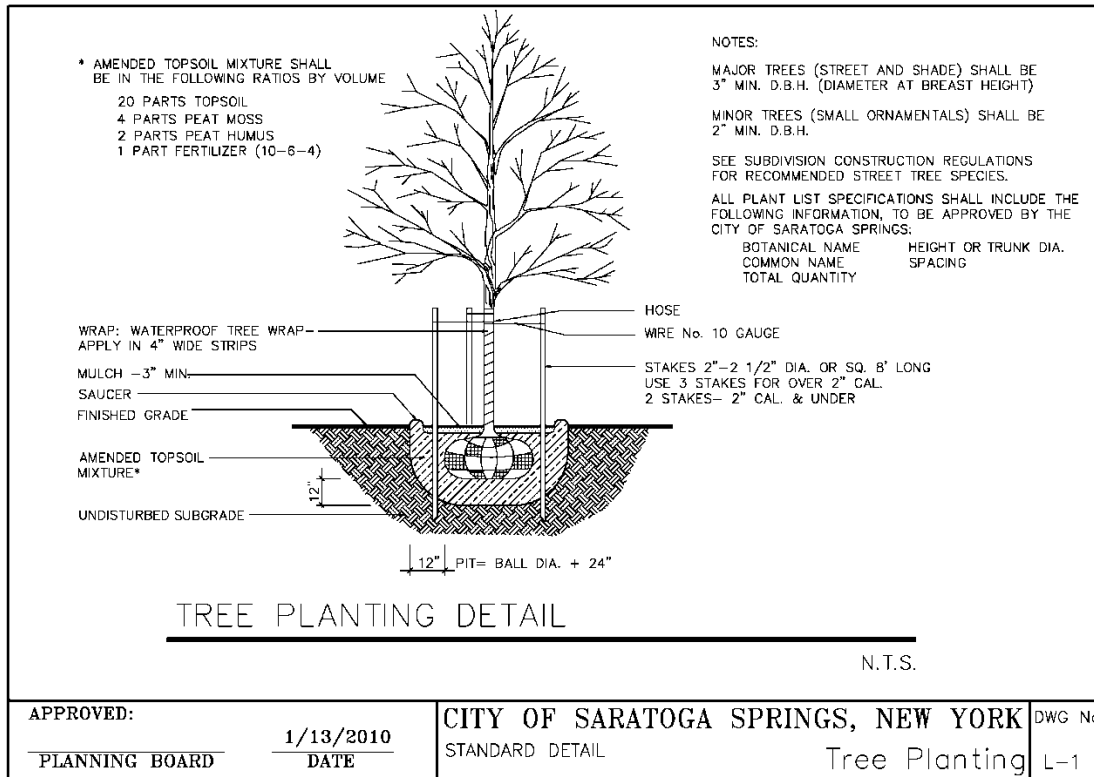 * AMENDED TOPSOIL MIXTURE SHALL
BE IN THE FOLLOWING RATIOS BY VOLUME
20 PARTS TOPSOIL
4 PARTS PEAT MOSS
2 PARTS PEAT HUMUS
1 PART FERTILIZER (10-6-4)
NOTES:
MAJOR TREES (STREET AND SHADE) SHALL BE
3" MIN. D.B.H. (DIAMETER AT BREAST HEIGHT)
MINOR TREES (SMALL ORNAMENTALS) SHALL BE
2" MIN. D.B.H.
SEE SUBDIVISION CONSTRUCTION REGULATIONS
FOR RECOMMENDED STREET TREE SPECIES.
ALL PLANT LIST SPECIFICATIONS SHALL INCLUDE THE
FOLLOWING INFORMATION, TO BE APPROVED BY THE
CITY OF SARATOGA SPRINGS:
BOTANICAL NAME HEIGHT OR TRUNK DIA.
COMMON NAME SPACING
TOTAL QUANTITY
WRAP: WATERPROOF TREE WRAP
APPLY IN 4" WIDE STRIPS
MULCH -3" MIN.
SAUCER
FINISHED GRADE
AMENDED TOPSOIL
MIXTURE*
UNDISTURBED SUBGRADE
HOSE
WIRE No. 10 GAUGE
STAKES 2"-2 1/2" DIA. OR SQ. 8' LONG
USE 3 STAKES FOR OVER 2" CAL.
2 STAKES- 2" CAL. & UNDER
12"
12" PIT= BALL DIA. + 24"
TREE PLANTING DETAIL
N.T.S.
APPROVED:
PLANNING BOARD
1/13/2010
DATE
CITY OF SARATOGA SPRINGS, NEW YORK
STANDARD DETAIL
Tree Planting
DWG No
L-1